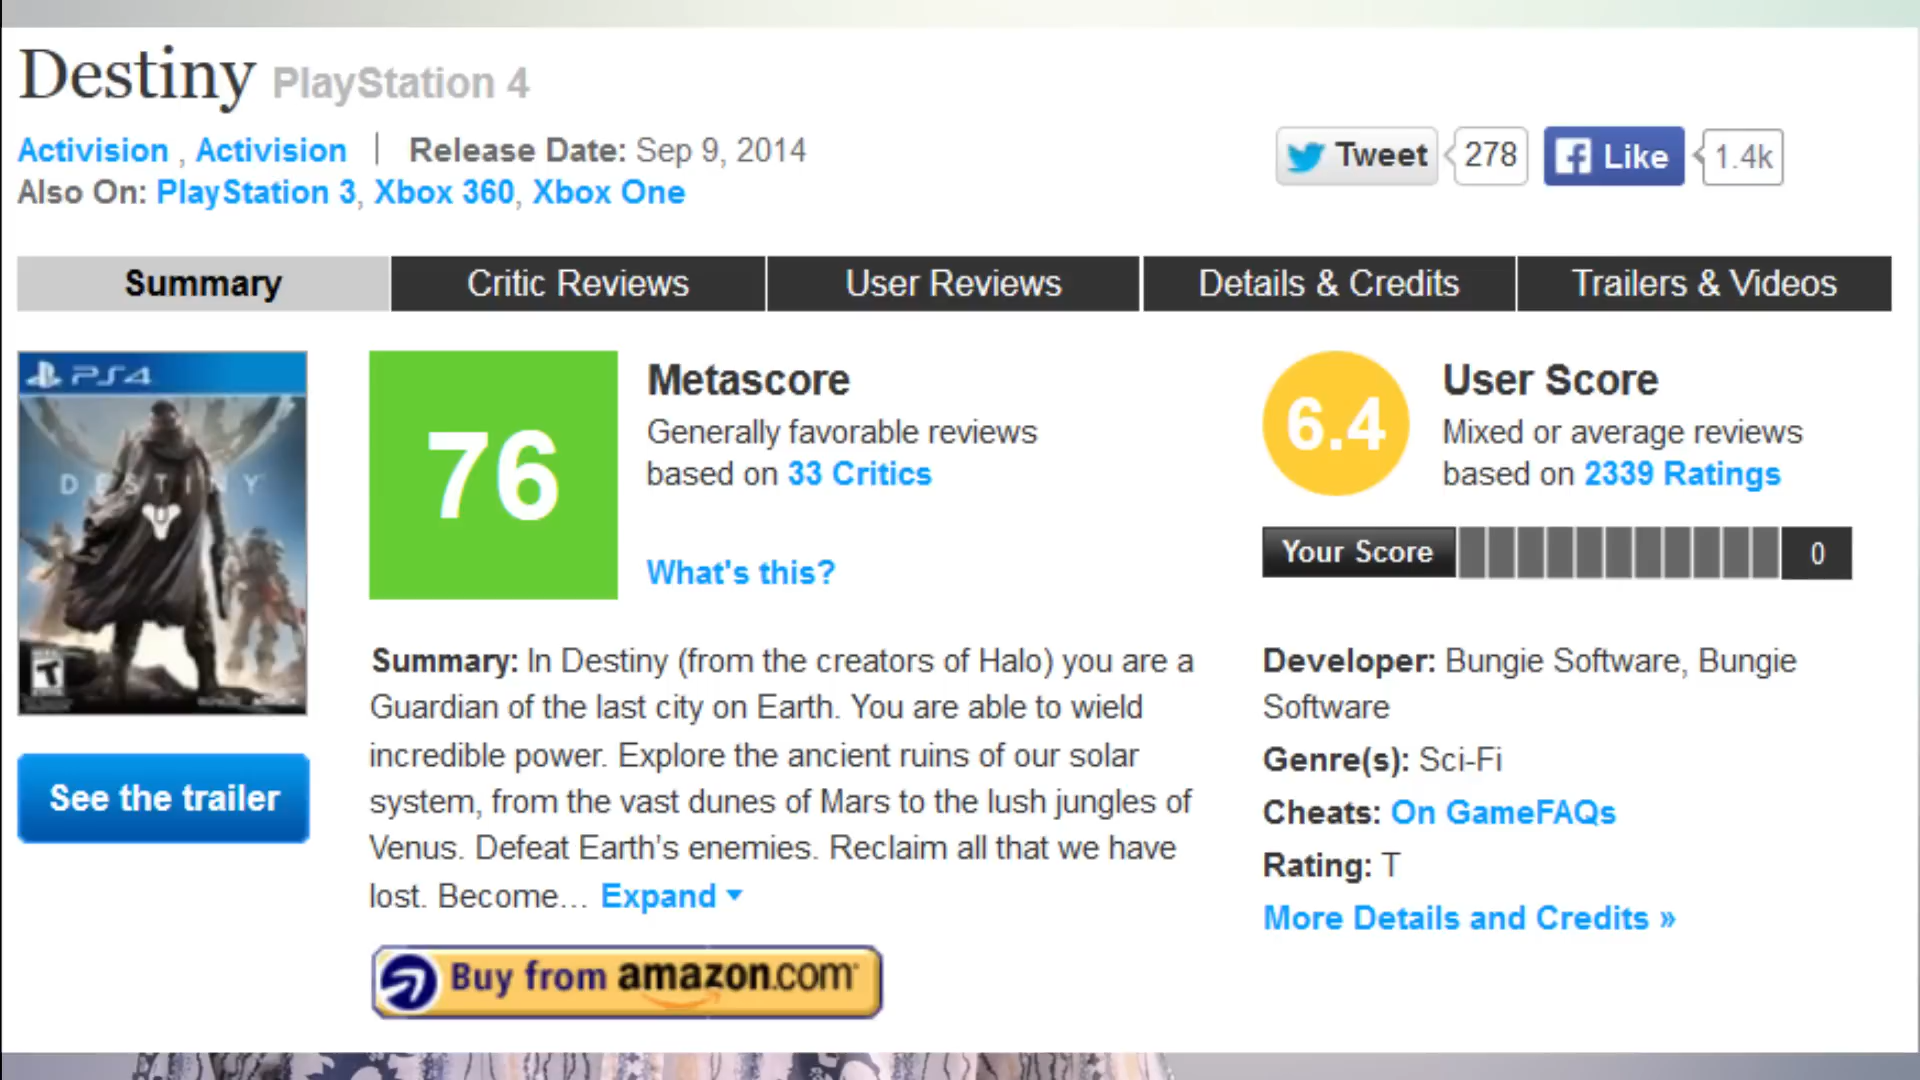 Destiny PlayStation 4
Activision , Activision | Release Date: Sep 9, 2014
Also On: PlayStation 3, Xbox 360, Xbox One
Tweet 278 Like 1.4k
Summary Critic Reviews User Reviews Details & Credits Trailers & Videos
PS4
DESTINY
T
See the trailer
76
Metascore
Generally favorable reviews
based on 33 Critics
What's this?
6.4
User Score
Mixed or average reviews
based on 2339 Ratings
Your Score 0
Summary: In Destiny (from the creators of Halo) you are a
Guardian of the last city on Earth. You are able to wield
incredible power. Explore the ancient ruins of our solar
system, from the vast dunes of Mars to the lush jungles of
Venus. Defeat Earth's enemies. Reclaim all that we have
lost. Become... Expand
Buy from amazon.com
Developer: Bungie Software, Bungie
Software
Genre(s): Sci-Fi
Cheats: On GameFAQs
Rating: T
More Details and Credits »